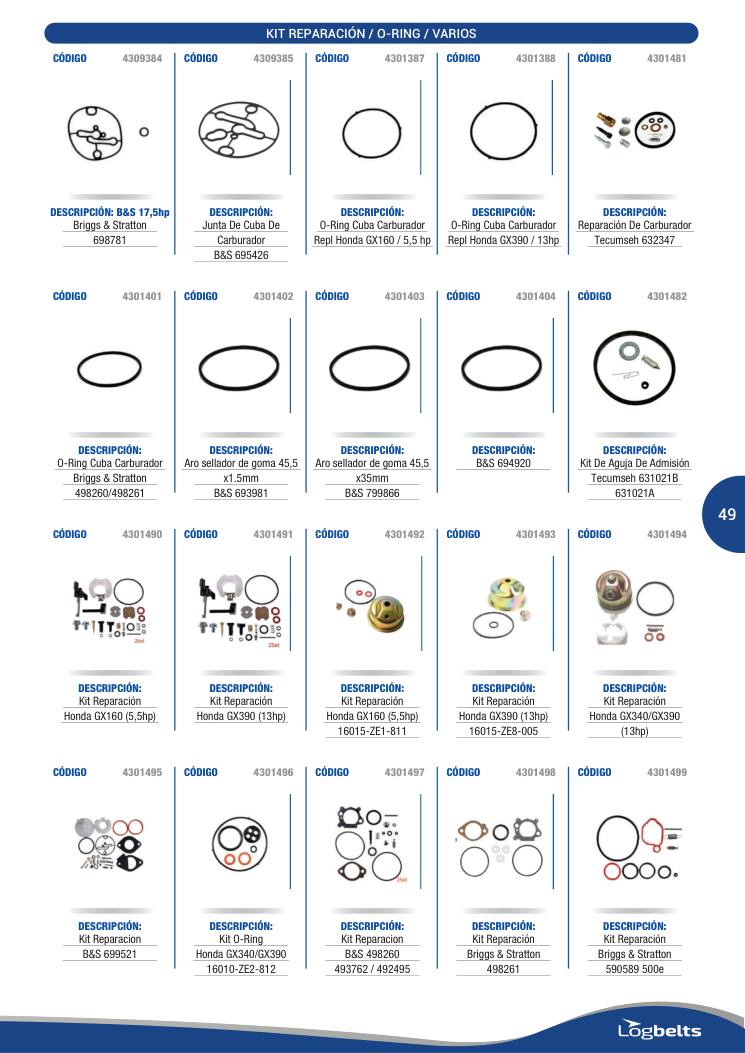 KIT REPARACIÓN / O-RING / VARIOS
CÓDIGO 4309384
DESCRIPCIÓN: B&S 17,5hp
Briggs & Stratton
698781
CÓDIGO 4309385
DESCRIPCIÓN:
Junta De Cuba De
Carburador
B&S 695426
CÓDIGO 4301387
DESCRIPCIÓN:
O-Ring Cuba Carburador
Repl Honda GX160 / 5,5 hp
CÓDIGO 4301388
DESCRIPCIÓN:
O-Ring Cuba Carburador
Repl Honda GX390 / 13hp
CÓDIGO 4301481
DESCRIPCIÓN:
Reparación De Carburador
Tecumseh 632347
CÓDIGO 4301401
DESCRIPCIÓN:
O-Ring Cuba Carburador
Briggs & Stratton
498260/498261
CÓDIGO 4301402
DESCRIPCIÓN:
Aro sellador de goma 45,5
x1.5mm
B&S 693981
CÓDIGO 4301403
DESCRIPCIÓN:
Aro sellador de goma 45,5
x35mm
B&S 799866
CÓDIGO 4301404
DESCRIPCIÓN:
B&S 694920
CÓDIGO 4301482
DESCRIPCIÓN:
Kit De Aguja De Admisión
Tecumseh 631021B
631021A
49
CÓDIGO 4301490
2set
DESCRIPCIÓN:
Kit Reparación
Honda GX160 (5,5hp)
CÓDIGO 4301491
2Set
DESCRIPCIÓN:
Kit Reparación
Honda GX390 (13hp)
CÓDIGO 4301492
DESCRIPCIÓN:
Kit Reparación
Honda GX160 (5,5hp)
16015-ZE1-811
CÓDIGO 4301493
DESCRIPCIÓN:
Kit Reparación
Honda GX390 (13hp)
16015-ZE8-005
CÓDIGO 4301494
DESCRIPCIÓN:
Kit Reparación
Honda GX340/GX390
(13hp)
CÓDIGO 4301495
DESCRIPCIÓN:
Kit Reparacion
B&S 699521
CÓDIGO 4301496
DESCRIPCIÓN:
Kit O-Ring
Honda GX340/GX390
16010-ZE2-812
CÓDIGO 4301497
2Set
DESCRIPCIÓN:
Kit Reparacion
B&S 498260
493762 / 492495
CÓDIGO 4301498
DESCRIPCIÓN:
Kit Reparación
Briggs & Stratton
498261
CÓDIGO 4301499
DESCRIPCIÓN:
Kit Reparación
Briggs & Stratton
590589 500e
Logbelts